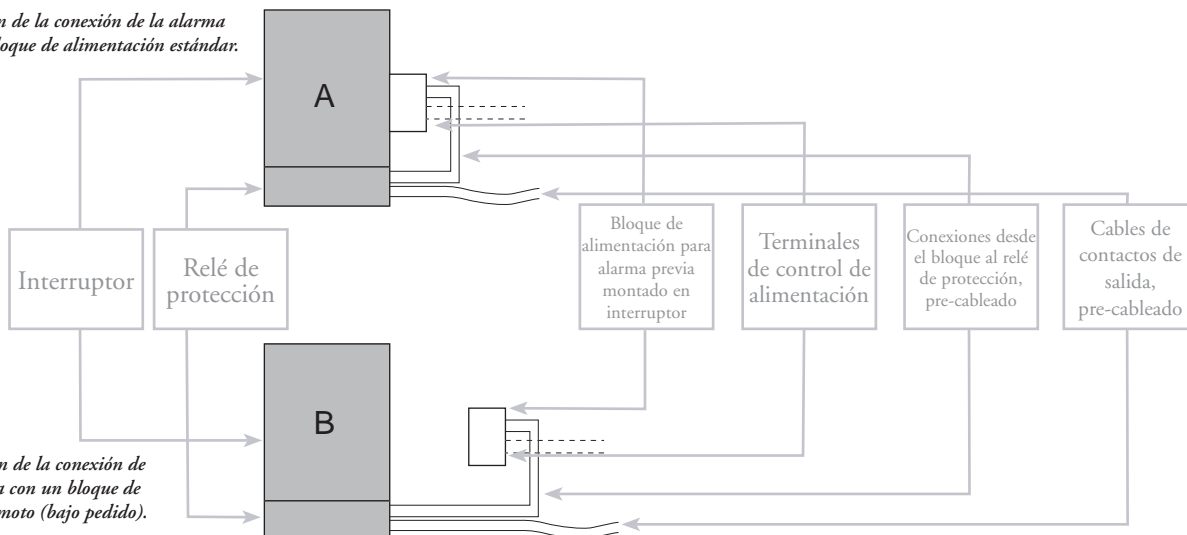 de la conexión de la alarma
de alimentación estándar.
A
Interruptor
Relé de
protección
Bloque de
alimentación para
alarma previa
montado en
interruptor
Terminales
de control de
alimentación
Conexiones desde
el bloque al relé
de protección,
pre-cableado
Cables de
contactos de
salida,
pre-cableado
B
de la conexión de
con un bloque de
(bajo pedido).